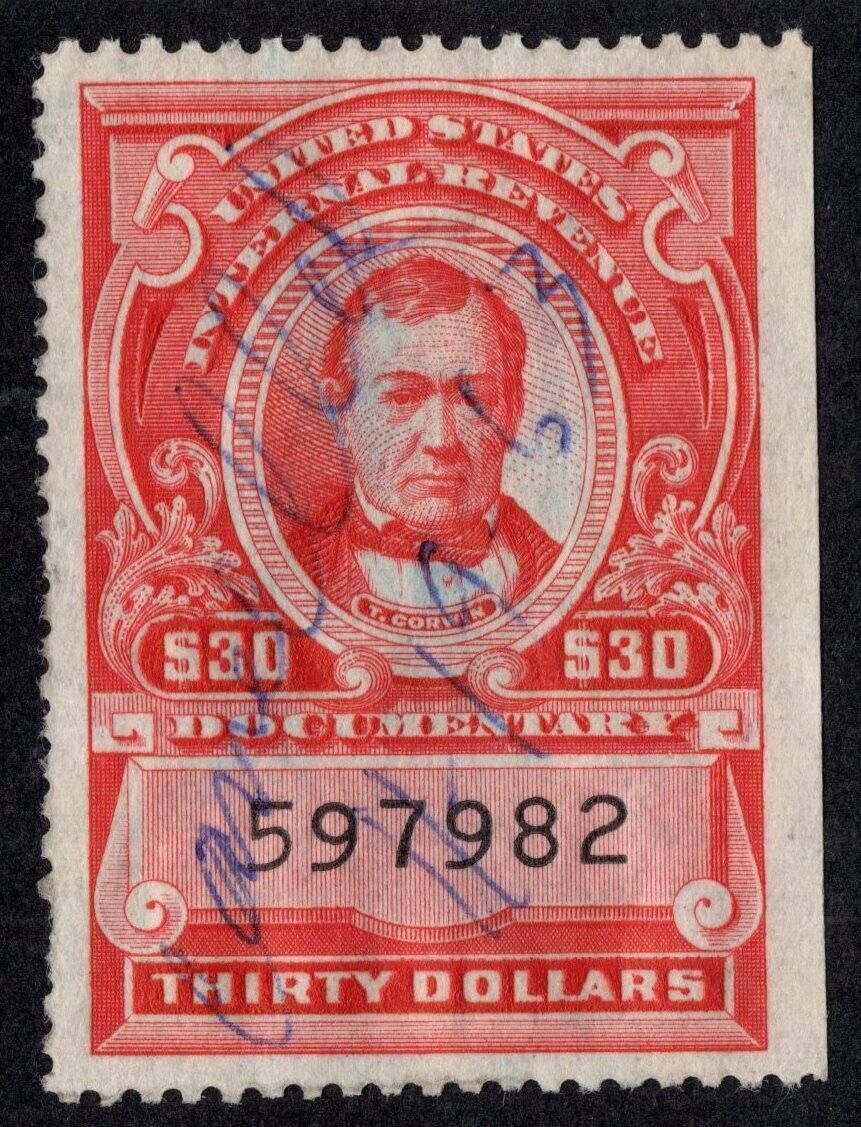 UNITED STATES
INTERNAL REVENUE
T. CORWIN
$30 $30
DOCUMENTARY
597982
THIRTY DOLLARS